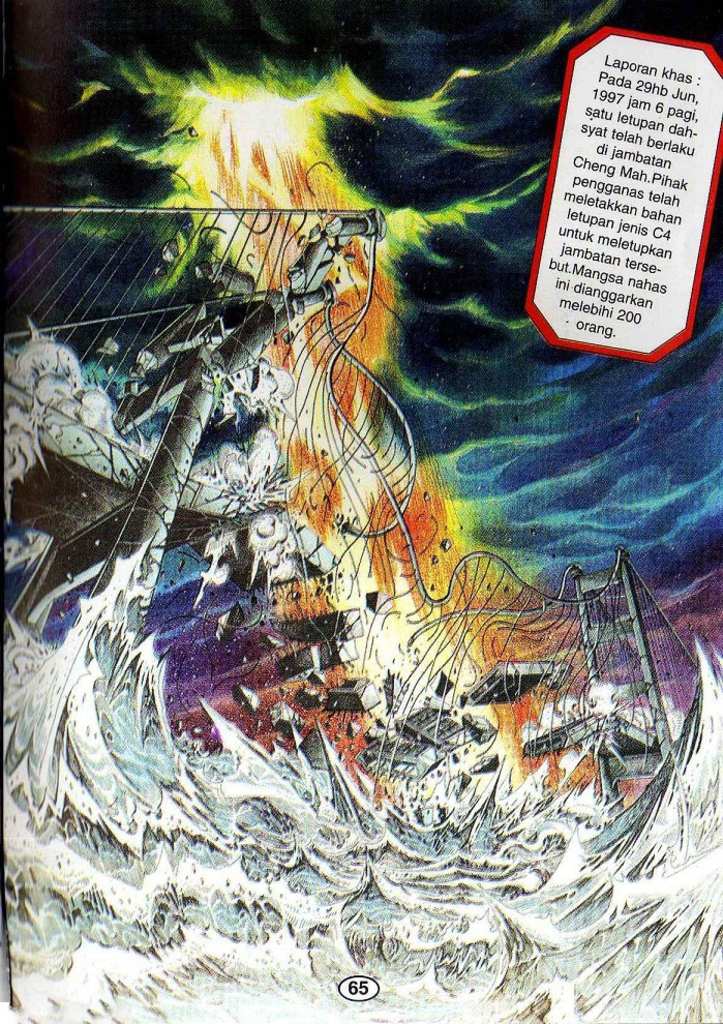 Laporan khas :
Pada 29hb Jun,
1997 jam 6 pagi,
satu letupan dah-
syat telah berlaku
di jambatan
Cheng Mah.Pihak
pengganas telah
meletakkan bahan
letupan jenis C4
untuk meletupkan
jambatan terse-
but.Mangsa nahas
ini dianggarkan
melebihi 200
orang.
65